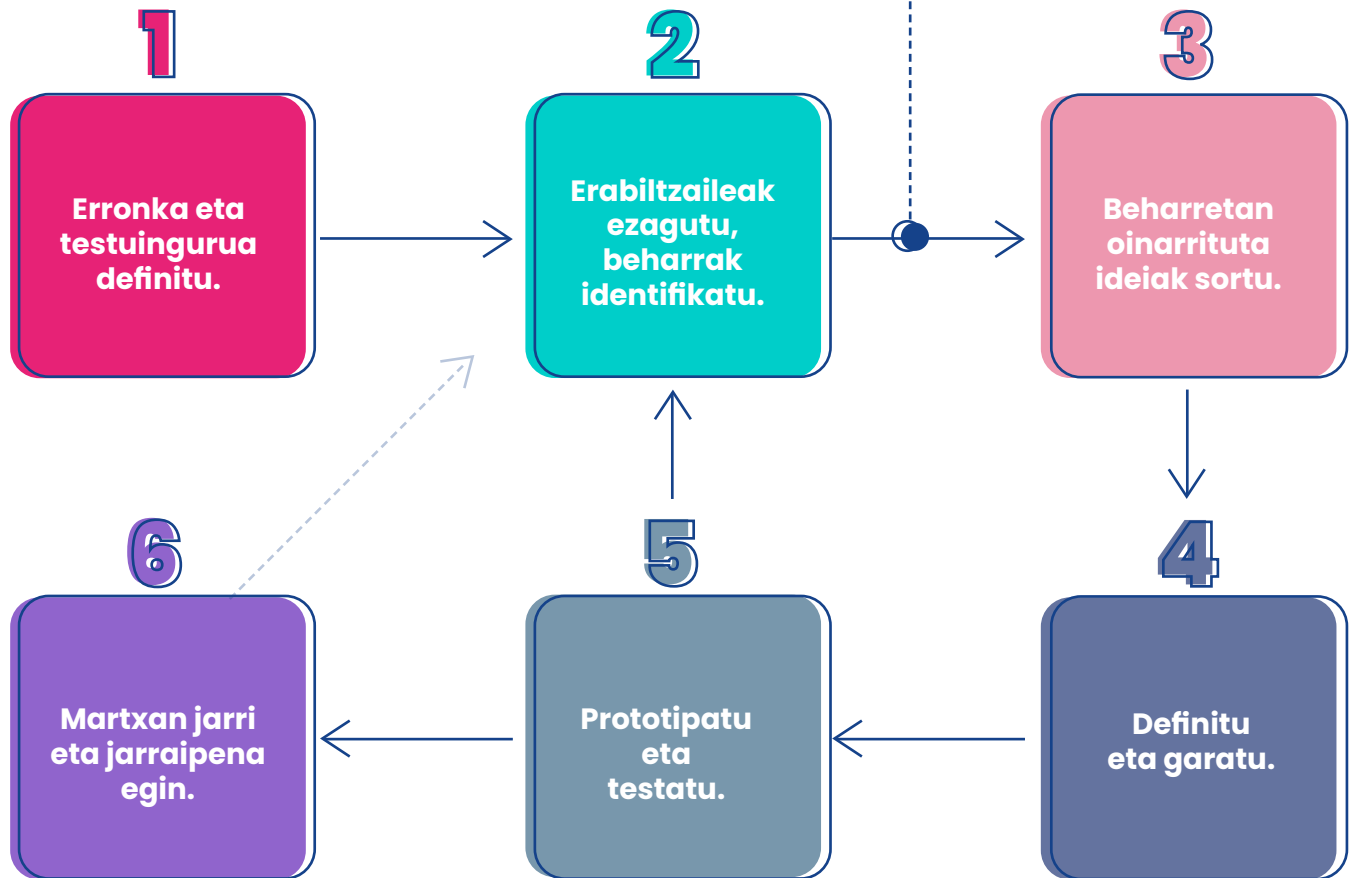 1
Erronka eta
testuingurua
definitu.
2
Erabiltzaileak
ezagutu,
beharrak
identifikatu.
3
Beharretan
oinarrituta
ideiak sortu.
4
Definitu
eta garatu.
5
Prototipatu
eta
testatu.
6
Martxan jarri
eta jarraipena
egin.